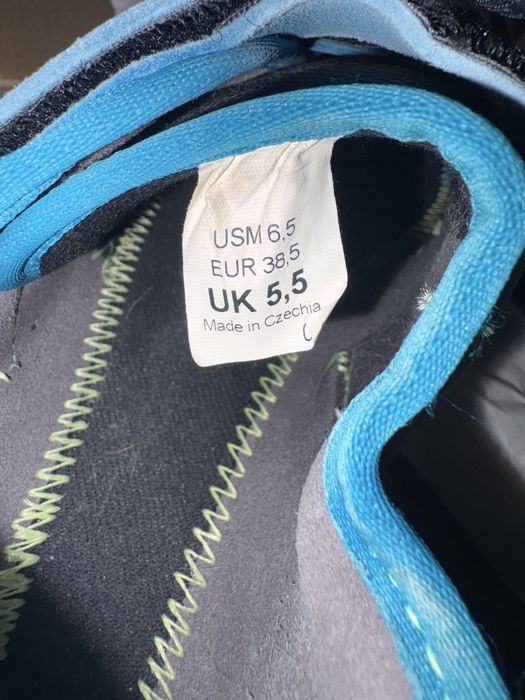 USM 6,5
EUR 38,5
UK 5,5
Made in Czechia